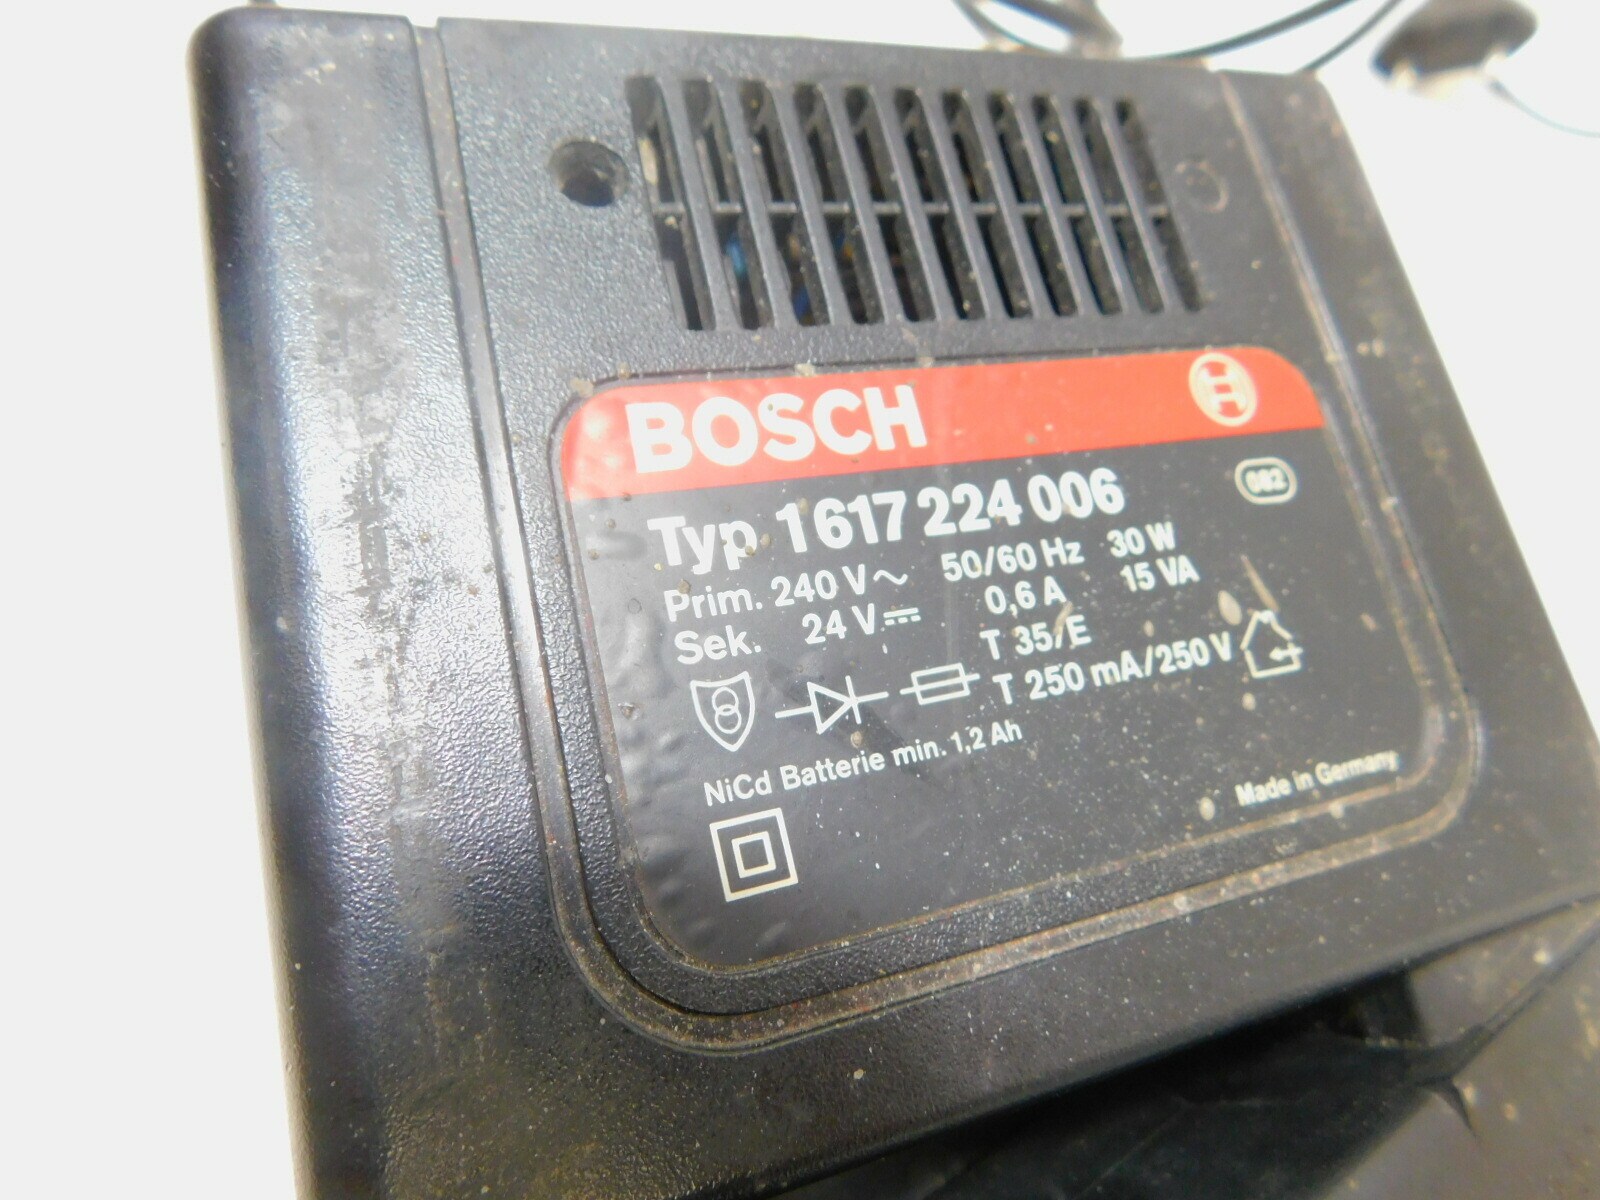 BOSCH
Typ 1617 224 006
082
Prim. 240 V~ 50/60 Hz 30 W
Sek. 24 V⎓ 0,6 A 15 VA
T 35/E
T 250 mA/250 V
NiCd Batterie min. 1,2 Ah
Made in Germany